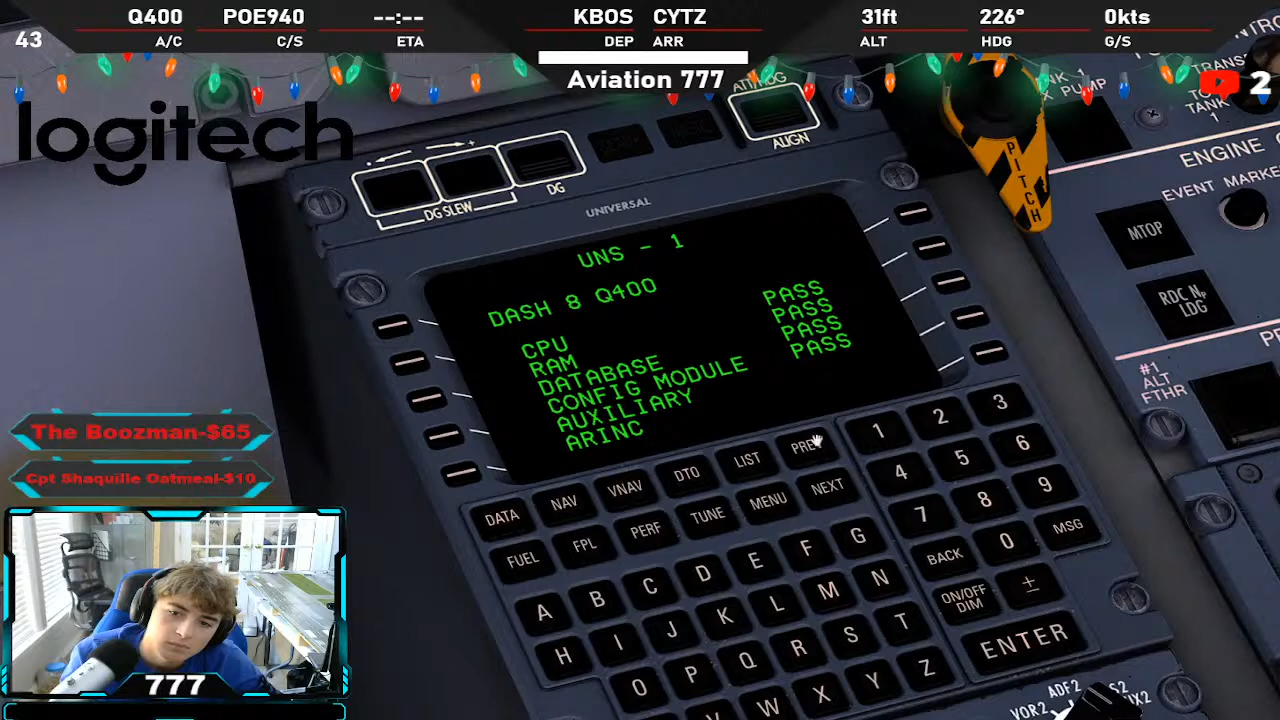 Q400 POE940 --:-- KBOS CYTZ 31ft 226° 0kts
43 A/C C/S ETA DEP ARR ALT HDG G/S
Aviation 777
2
logitech
ALIGN
DG SLEW
DG
UNIVERSAL
UNS - 1
DASH 8 Q400
CPU PASS
RAM PASS
DATABASE PASS
CONFIG MODULE PASS
AUXILIARY
ARINC
PITCH
ENGINE
MTOP
RDC Np LDG
#1 ALT FTHR
DATA NAV VNAV DTO LIST
FUEL FPL PERF TUNE MENU NEXT
1 2 3
4 5 6
7 8 9
BACK 0 MSG
ON/OFF DIM ±
ENTER
A B C D E F G
H I J K L M N
O P Q R S T
W X Y Z
VOR2 ADF2
The Boozman-$65
Cpt Shaquille Oatmeal-$10
777